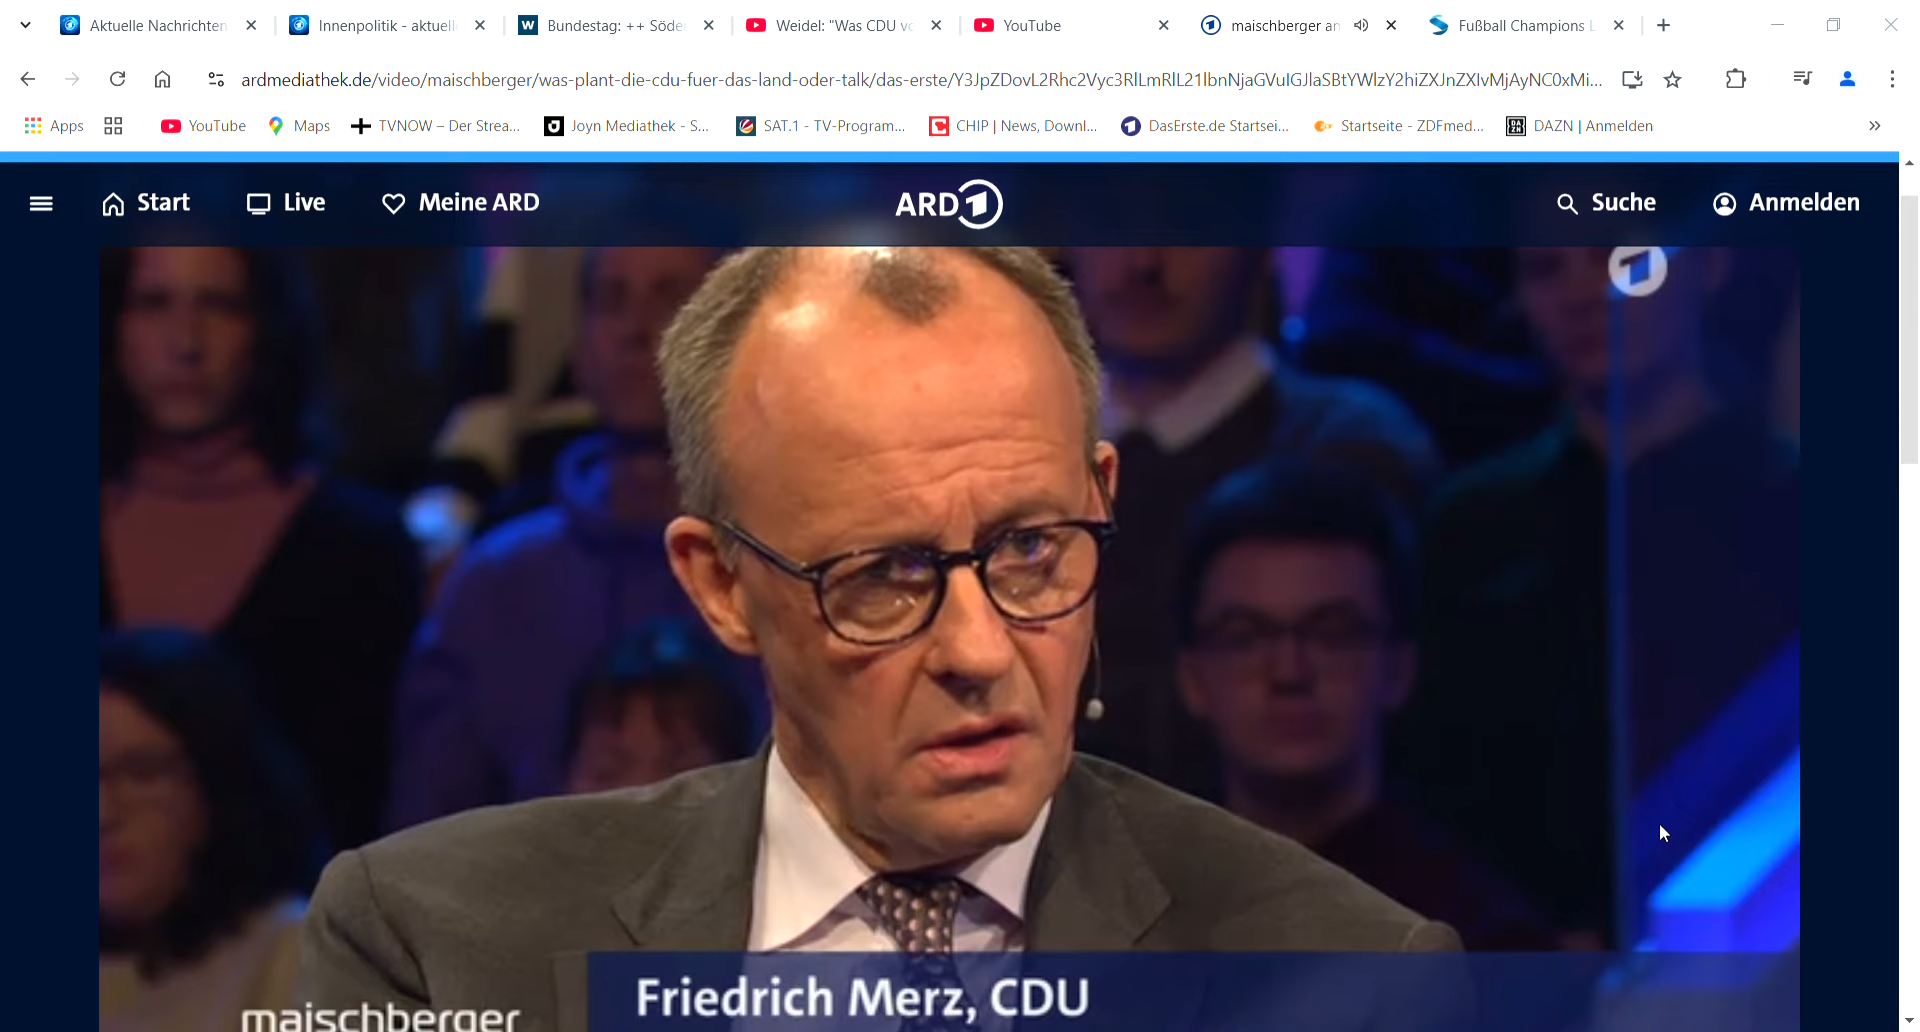 Aktuelle Nachrichten
Innenpolitik - aktuelle
Bundestag: ++ Söde
Weidel: "Was CDU vo
YouTube
maischberger an
Fußball Champions L
ardmediathek.de/video/maischberger/was-plant-die-cdu-fuer-das-land-oder-talk/das-erste/Y3JpZDovL2Rhc2Vyc3RlLmRlL21lbnNjaGVuIGJlaSBtYWlzY2hiZXJnZXIvMjAyNC0xMi...
Apps
YouTube
Maps
TVNOW – Der Strea...
Joyn Mediathek - S...
SAT.1 - TV-Program...
CHIP | News, Downl...
DasErste.de Startsei...
Startseite - ZDFmed...
DAZN | Anmelden
Start
Live
Meine ARD
ARD 1
Suche
Anmelden
Friedrich Merz, CDU
maischberger